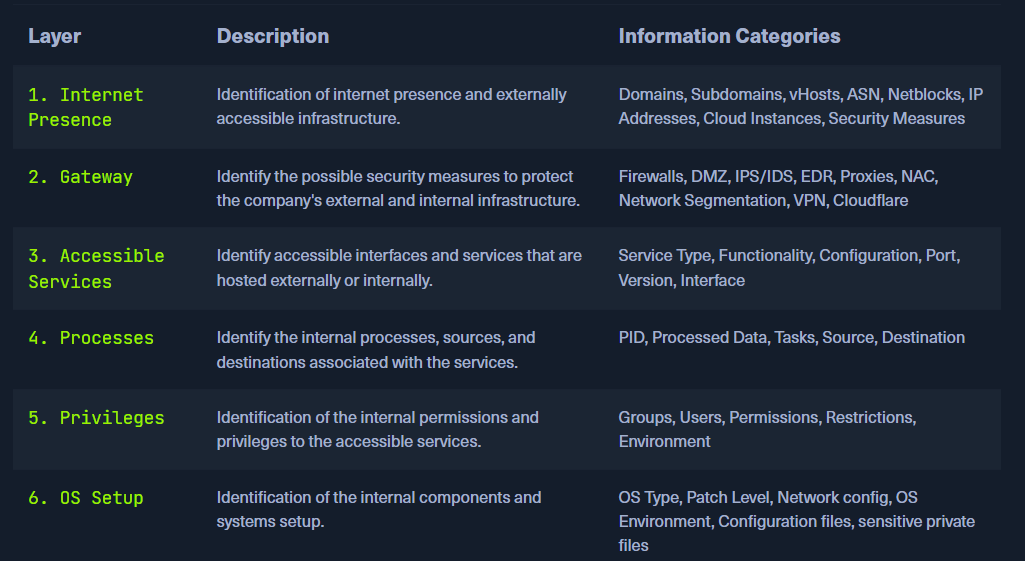 Layer Description Information Categories
1. Internet Presence
Identification of internet presence and externally
accessible infrastructure.
Domains, Subdomains, vHosts, ASN, Netblocks, IP
Addresses, Cloud Instances, Security Measures
2. Gateway
Identify the possible security measures to protect
the company's external and internal infrastructure.
Firewalls, DMZ, IPS/IDS, EDR, Proxies, NAC,
Network Segmentation, VPN, Cloudflare
3. Accessible Services
Identify accessible interfaces and services that are
hosted externally or internally.
Service Type, Functionality, Configuration, Port,
Version, Interface
4. Processes
Identify the internal processes, sources, and
destinations associated with the services.
PID, Processed Data, Tasks, Source, Destination
5. Privileges
Identification of the internal permissions and
privileges to the accessible services.
Groups, Users, Permissions, Restrictions,
Environment
6. OS Setup
Identification of the internal components and
systems setup.
OS Type, Patch Level, Network config, OS
Environment, Configuration files, sensitive private
files